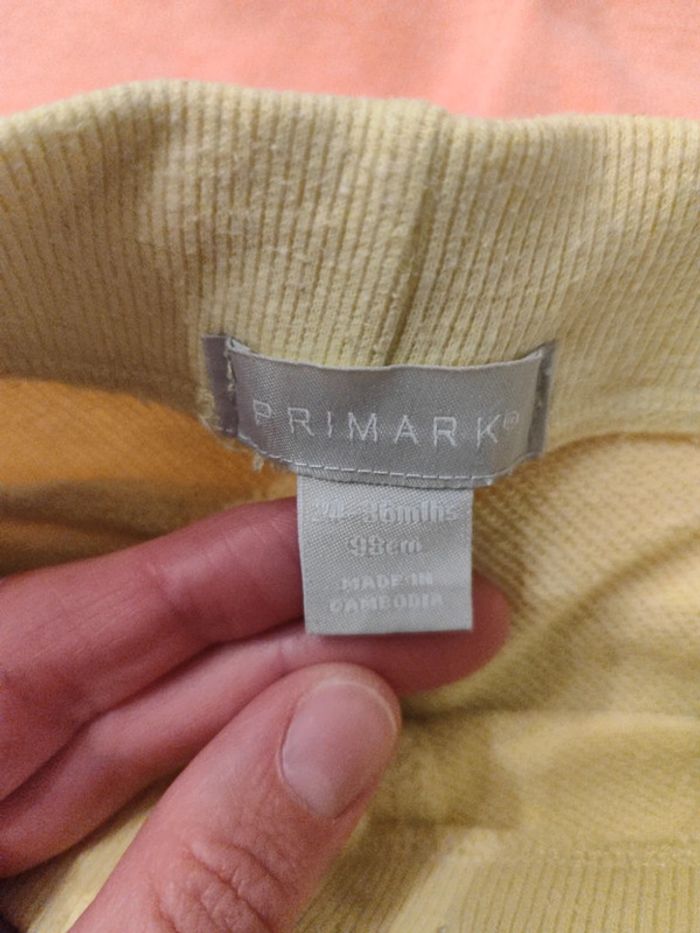 PRIMARK®
24-36mths
98cm
MADE IN
CAMBODIA